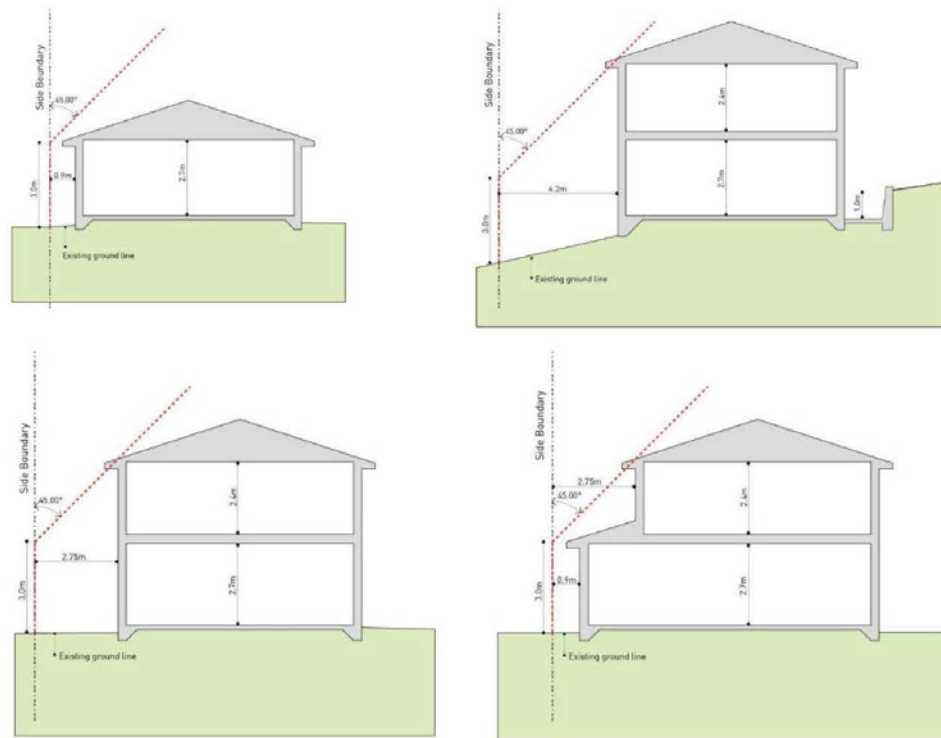 Side Boundary
45.00°
3.0m
0.9m
2.7m
Existing ground line
Side Boundary
45.00°
2.4m
4.2m
2.7m
3.0m
1.0m
Existing ground line
Side Boundary
45.00°
2.4m
2.75m
3.0m
2.7m
Existing ground line
Side Boundary
2.75m
45.00°
2.4m
3.0m
0.9m
2.7m
Existing ground line